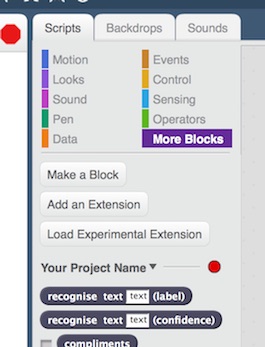 Scripts Backdrops Sounds
Motion Events
Looks Control
Sound Sensing
Pen Operators
Data More Blocks
Make a Block
Add an Extension
Load Experimental Extension
Your Project Name
recognise text text (label)
recognise text text (confidence)
compliments